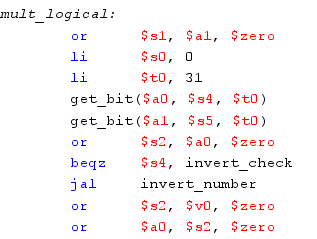 mult_logical:
or $s1, $a1, $zero
li $s0, 0
li $t0, 31
get_bit($a0, $s4, $t0)
get_bit($a1, $s5, $t0)
or $s2, $a0, $zero
beqz $s4, invert_check
jal invert_number
or $s2, $v0, $zero
or $a0, $s2, $zero